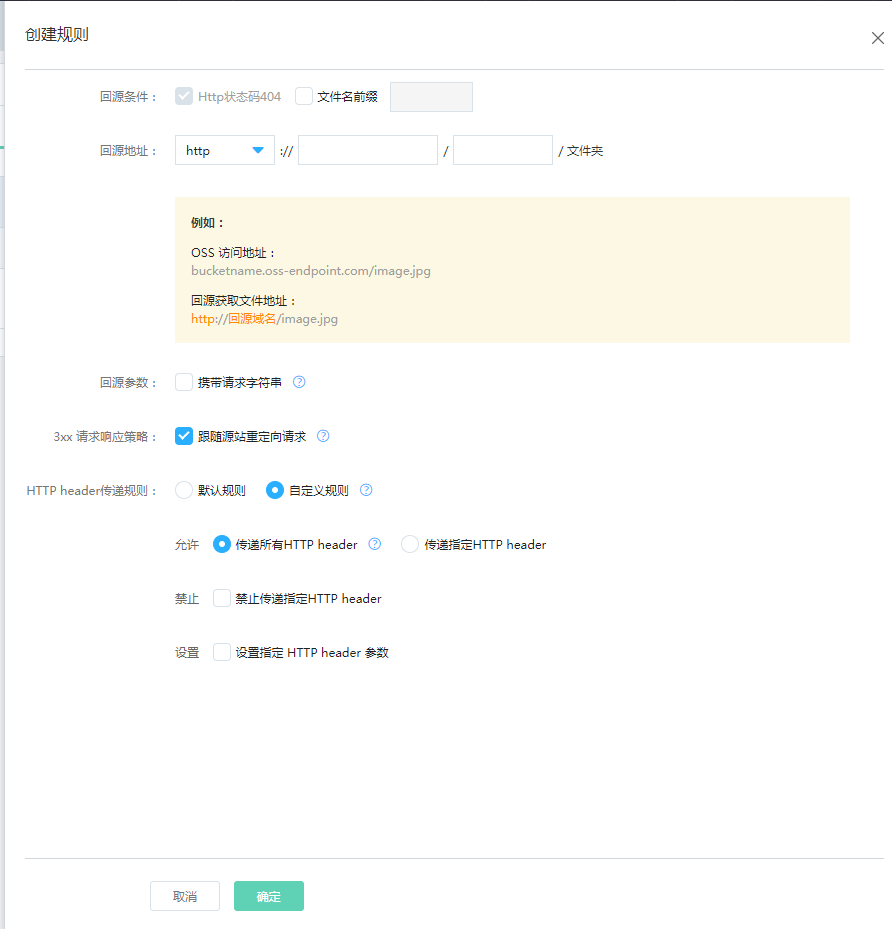 创建规则
回源条件： Http状态码404 文件名前缀
回源地址： http :// / / 文件夹
例如：
OSS 访问地址：
bucketname.oss-endpoint.com/image.jpg
回源获取文件地址：
http://回源域名/image.jpg
回源参数： 携带请求字符串 ?
3xx 请求响应策略： 跟随源站重定向请求 ?
HTTP header传递规则： 默认规则 自定义规则 ?
允许 传递所有HTTP header ? 传递指定HTTP header
禁止 禁止传递指定HTTP header
设置 设置指定 HTTP header 参数
取消 确定